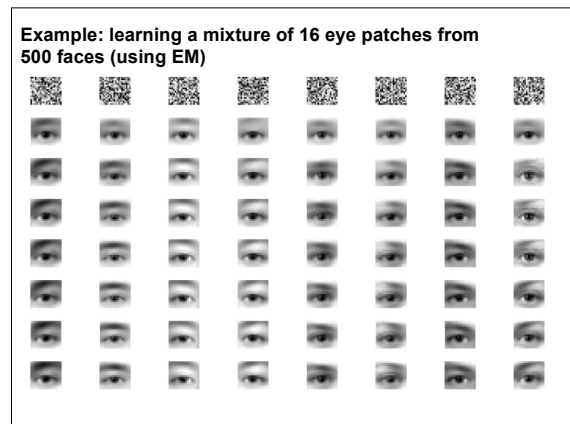 Example: learning a mixture of 16 eye patches from
500 faces (using EM)